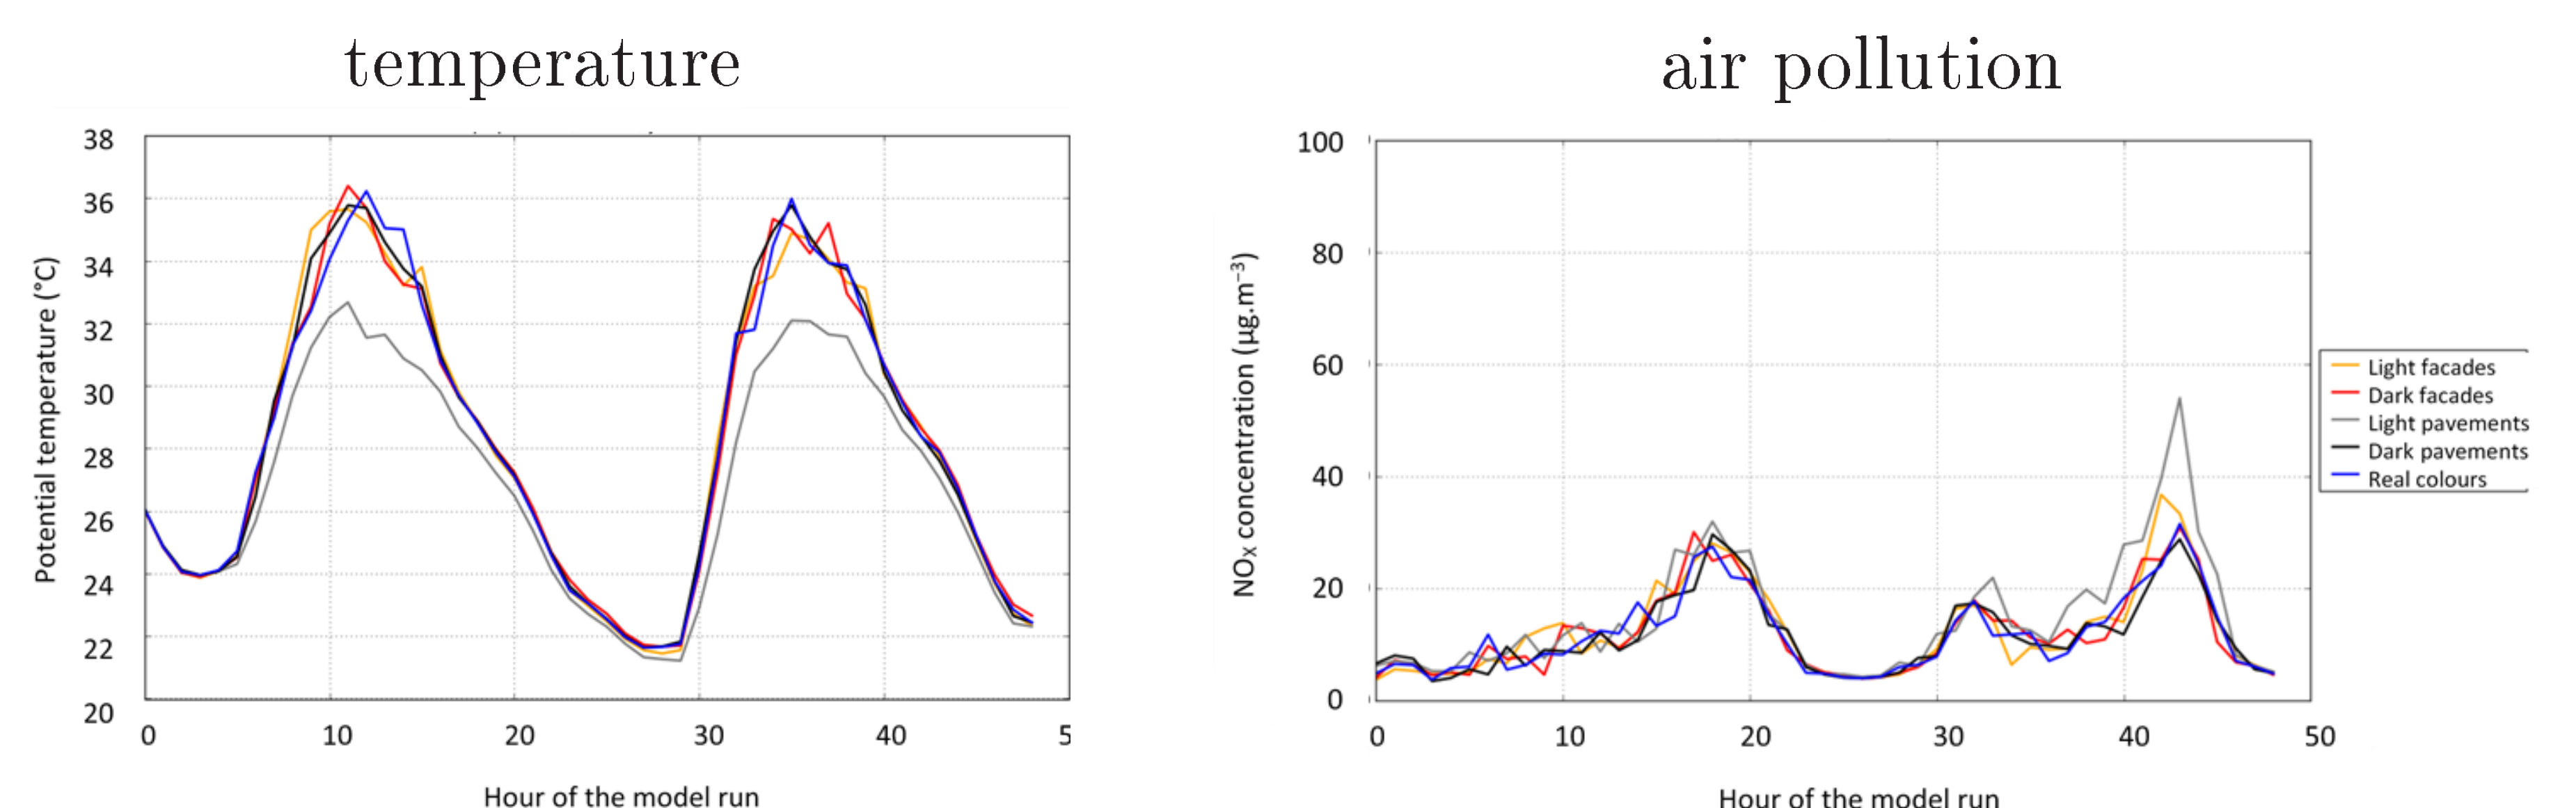 temperature
38
36
34
32
30
28
26
24
22
20
Potential temperature (°C)
0 10 20 30 40 5
Hour of the model run
air pollution
100
80
60
40
20
0
NOx concentration (µg.m⁻³)
0 10 20 30 40 50
Hour of the model run
Light facades
Dark facades
Light pavements
Dark pavements
Real colours